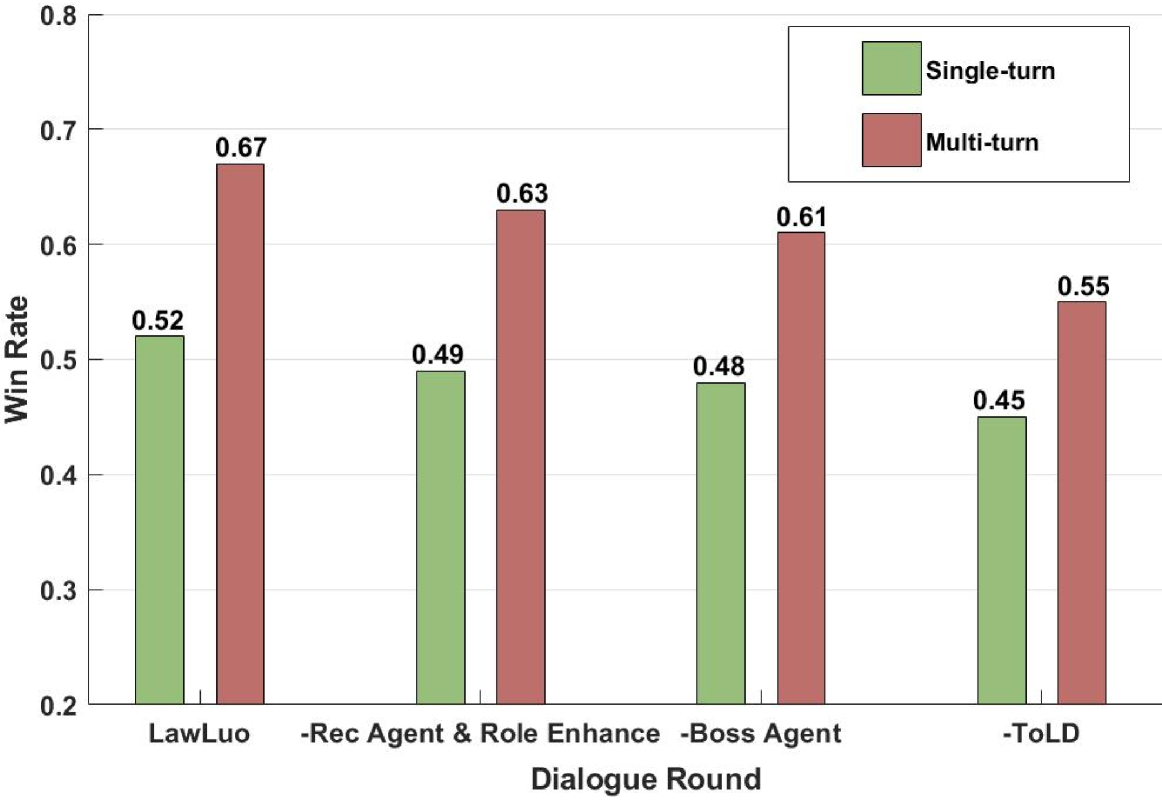 0.8
0.7
0.6
0.5
0.4
0.3
0.2
Win Rate
Single-turn
Multi-turn
0.52
0.67
0.49
0.63
0.48
0.61
0.45
0.55
LawLuo
-Rec Agent & Role Enhance
-Boss Agent
-ToLD
Dialogue Round